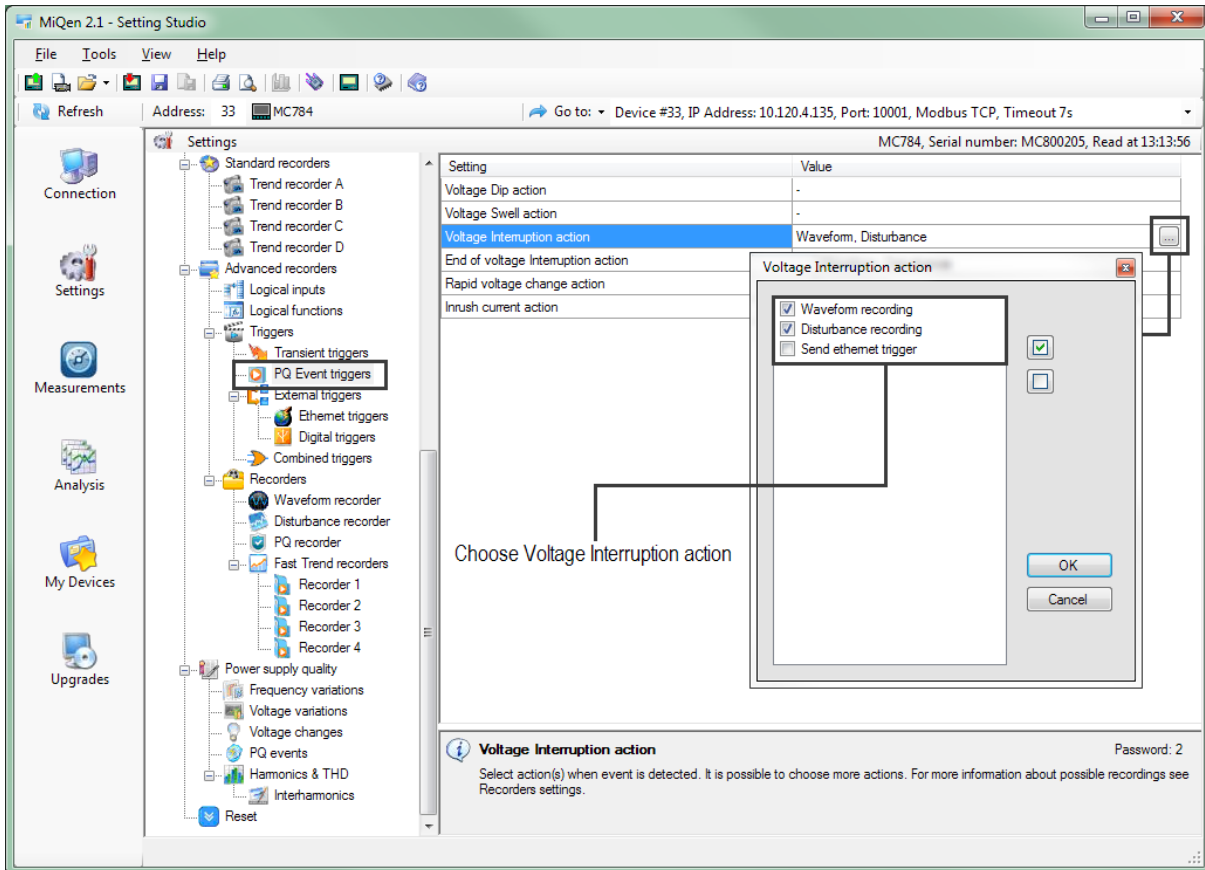 MiQen 2.1 - Setting Studio
File Tools View Help
Refresh Address: 33 MC784 Go to: Device #33, IP Address: 10.120.4.135, Port: 10001, Modbus TCP, Timeout 7s
Settings MC784, Serial number: MC800205, Read at 13:13:56
Connection
Settings
Measurements
Analysis
My Devices
Upgrades
Standard recorders
Trend recorder A
Trend recorder B
Trend recorder C
Trend recorder D
Advanced recorders
Logical inputs
Logical functions
Triggers
Transient triggers
PQ Event triggers
External triggers
Ethernet triggers
Digital triggers
Combined triggers
Recorders
Waveform recorder
Disturbance recorder
PQ recorder
Fast Trend recorders
Recorder 1
Recorder 2
Recorder 3
Recorder 4
Power supply quality
Frequency variations
Voltage variations
Voltage changes
PQ events
Harmonics & THD
Interharmonics
Reset
Setting Value
Voltage Dip action -
Voltage Swell action -
Voltage Interruption action Waveform, Disturbance ...
End of voltage Interruption action
Rapid voltage change action
Inrush current action
Voltage Interruption action
Waveform recording
Disturbance recording
Send ethernet trigger
OK
Cancel
Choose Voltage Interruption action
Voltage Interruption action Password: 2
Select action(s) when event is detected. It is possible to choose more actions. For more information about possible recordings see
Recorders settings.